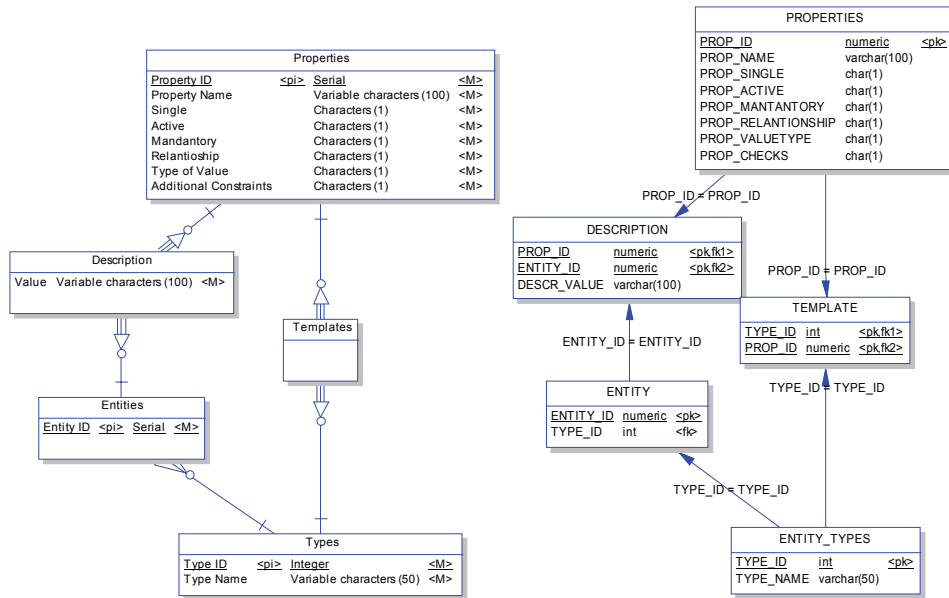 Properties
Property ID <pi> Serial <M>
Property Name Variable characters (100) <M>
Single Characters (1) <M>
Active Characters (1) <M>
Mandantory Characters (1) <M>
Relantioship Characters (1) <M>
Type of Value Characters (1) <M>
Additional Constraints Characters (1) <M>
Description
Value Variable characters (100) <M>
Templates
Entities
Entity ID <pi> Serial <M>
Types
Type ID <pi> Integer <M>
Type Name Variable characters (50) <M>
PROPERTIES
PROP_ID numeric <pk>
PROP_NAME varchar(100)
PROP_SINGLE char(1)
PROP_ACTIVE char(1)
PROP_MANTANTORY char(1)
PROP_RELANTIONSHIP char(1)
PROP_VALUETYPE char(1)
PROP_CHECKS char(1)
PROP_ID = PROP_ID
DESCRIPTION
PROP_ID numeric <pk,fk1>
ENTITY_ID numeric <pk,fk2>
DESCR_VALUE varchar(100)
PROP_ID = PROP_ID
TEMPLATE
TYPE_ID int <pk,fk1>
PROP_ID numeric <pk,fk2>
ENTITY_ID = ENTITY_ID
TYPE_ID = TYPE_ID
ENTITY
ENTITY_ID numeric <pk>
TYPE_ID int <fk>
TYPE_ID = TYPE_ID
ENTITY_TYPES
TYPE_ID int <pk>
TYPE_NAME varchar(50)